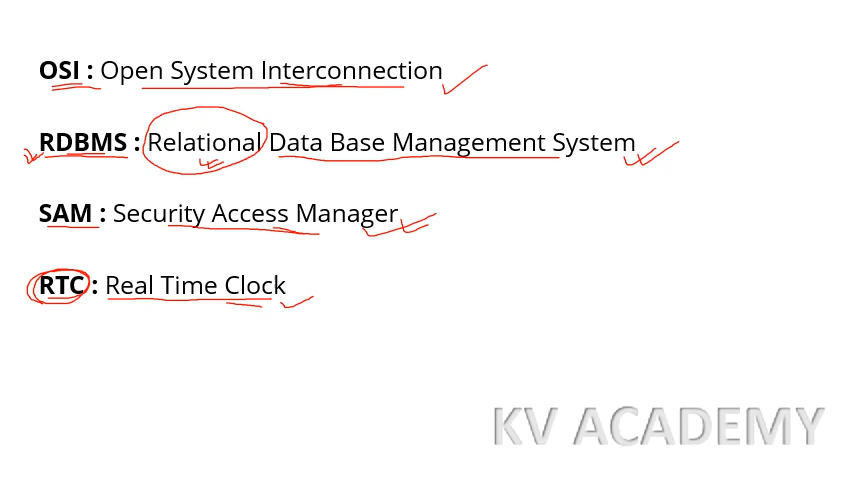 OSI : Open System Interconnection
RDBMS : Relational Data Base Management System
SAM : Security Access Manager
RTC : Real Time Clock
KV ACADEMY